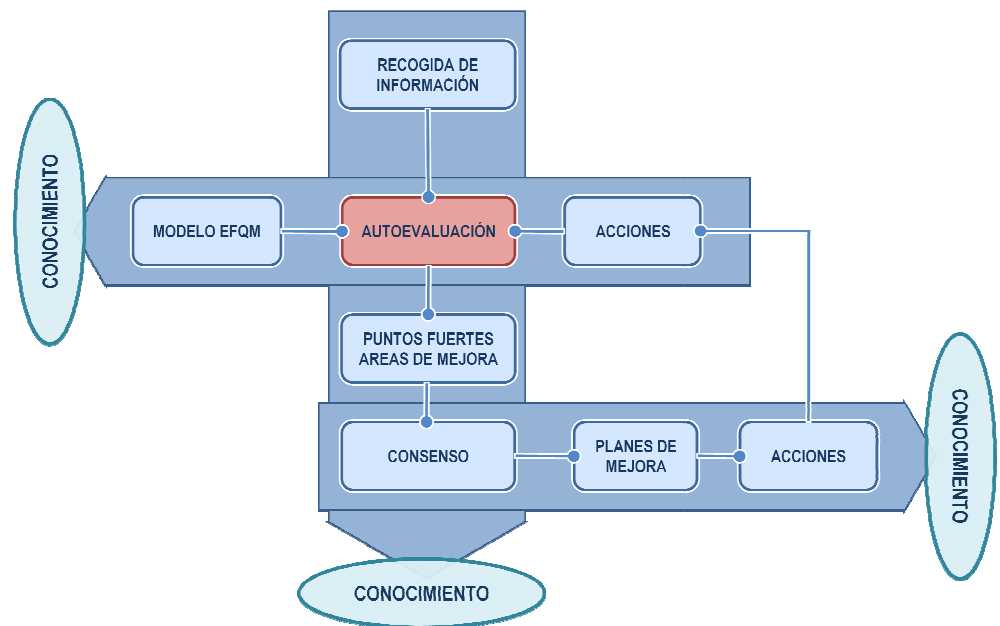 RECOGIDA DE
INFORMACIÓN
CONOCIMIENTO
MODELO EFQM
AUTOEVALUACIÓN
ACCIONES
PUNTOS FUERTES
AREAS DE MEJORA
CONSENSO
PLANES DE
MEJORA
ACCIONES
CONOCIMIENTO
CONOCIMIENTO